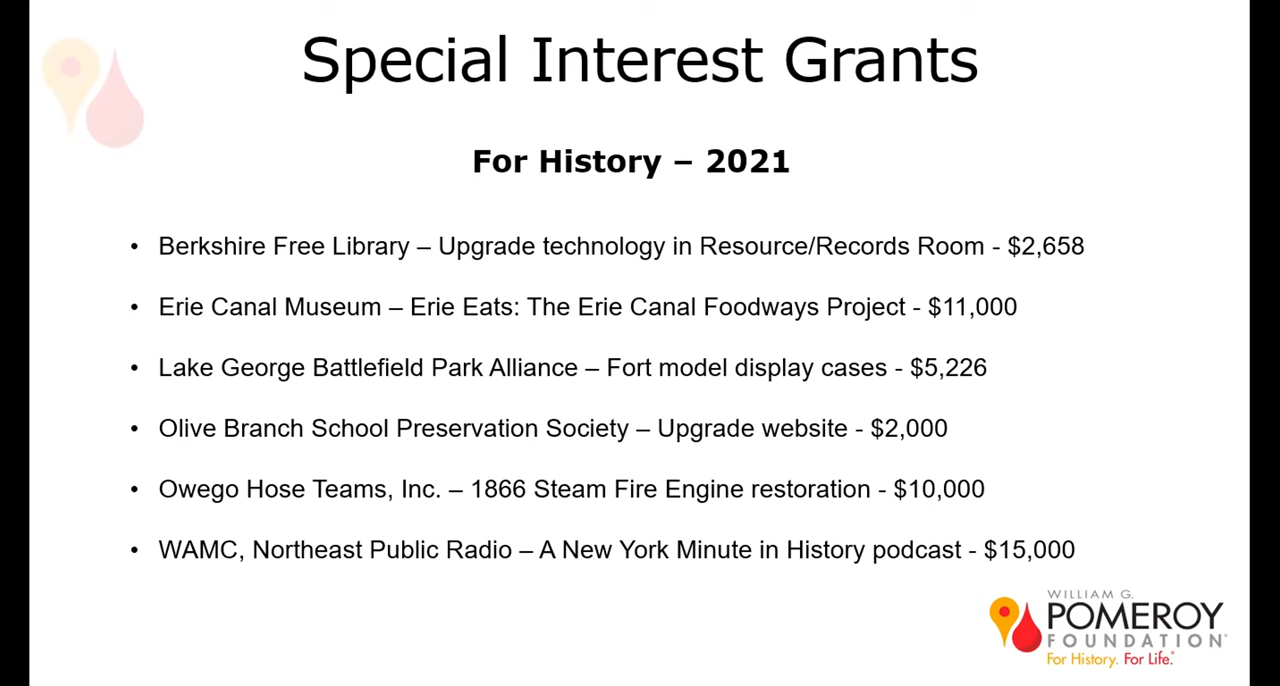 Special Interest Grants
For History – 2021
• Berkshire Free Library – Upgrade technology in Resource/Records Room - $2,658
• Erie Canal Museum – Erie Eats: The Erie Canal Foodways Project - $11,000
• Lake George Battlefield Park Alliance – Fort model display cases - $5,226
• Olive Branch School Preservation Society – Upgrade website - $2,000
• Owego Hose Teams, Inc. – 1866 Steam Fire Engine restoration - $10,000
• WAMC, Northeast Public Radio – A New York Minute in History podcast - $15,000
WILLIAM G.
POMEROY
FOUNDATION®
For History. For Life.®